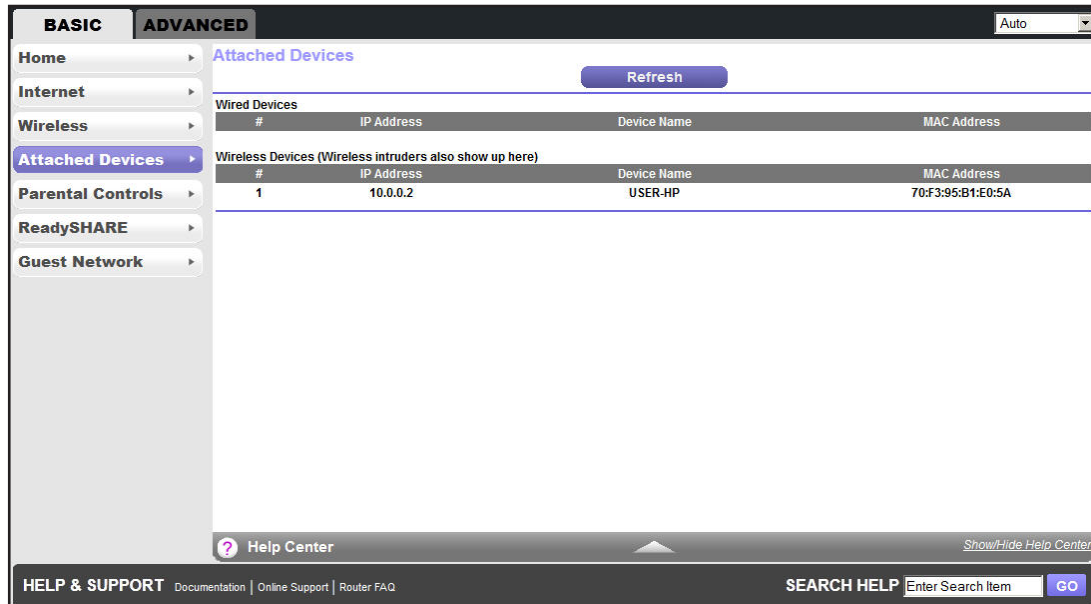 BASIC ADVANCED Auto
Home
Internet
Wireless
Attached Devices
Parental Controls
ReadySHARE
Guest Network
Attached Devices
Refresh
Wired Devices
# IP Address Device Name MAC Address
Wireless Devices (Wireless intruders also show up here)
# IP Address Device Name MAC Address
1 10.0.0.2 USER-HP 70:F3:95:B1:E0:5A
? Help Center Show/Hide Help Center
HELP & SUPPORT Documentation | Online Support | Router FAQ SEARCH HELP Enter Search Item GO